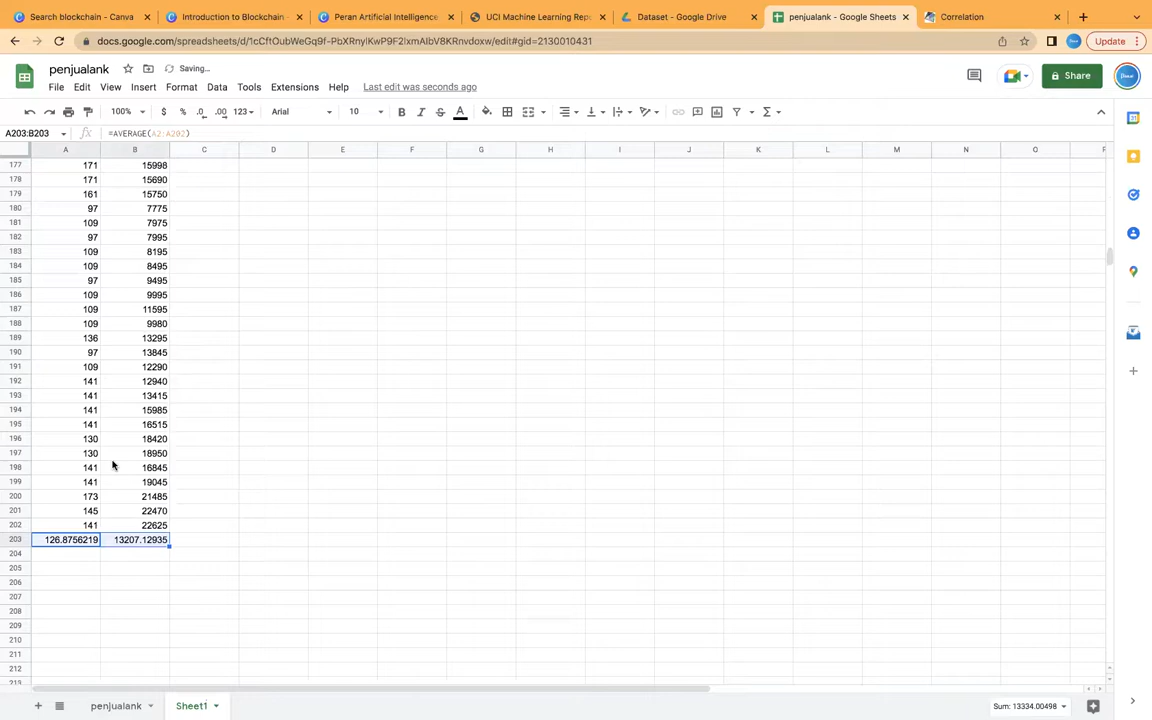 Search blockchain - Canva
Introduction to Blockchain -
Peran Artificial Intelligence
UCI Machine Learning Rep
Dataset - Google Drive
penjualank - Google Sheets
Correlation
docs.google.com/spreadsheets/d/1cCftOubWeGq9f-PbXRnylKwP9F2lxmAlbV8KRnvdoxw/edit#gid=2130010431
Update
penjualank
Saving...
File Edit View Insert Format Data Tools Extensions Help Last edit was seconds ago
Share
100% $ % .0 .00 123 Arial 10 B I S A
A203:B203 =AVERAGE(A2:A202)
A B C D E F G H I J K L M N O P
177 171 15998
178 171 15690
179 161 15750
180 97 7775
181 109 7975
182 97 7995
183 109 8195
184 109 8495
185 97 9495
186 109 9995
187 109 11595
188 109 9980
189 136 13295
190 97 13845
191 109 12290
192 141 12940
193 141 13415
194 141 15985
195 141 16515
196 130 18420
197 130 18950
198 141 16845
199 141 19045
200 173 21485
201 145 22470
202 141 22625
203 126.8756219 13207.12935
204
205
206
207
208
209
210
211
212
213
penjualank
Sheet1
Sum: 13334.00498